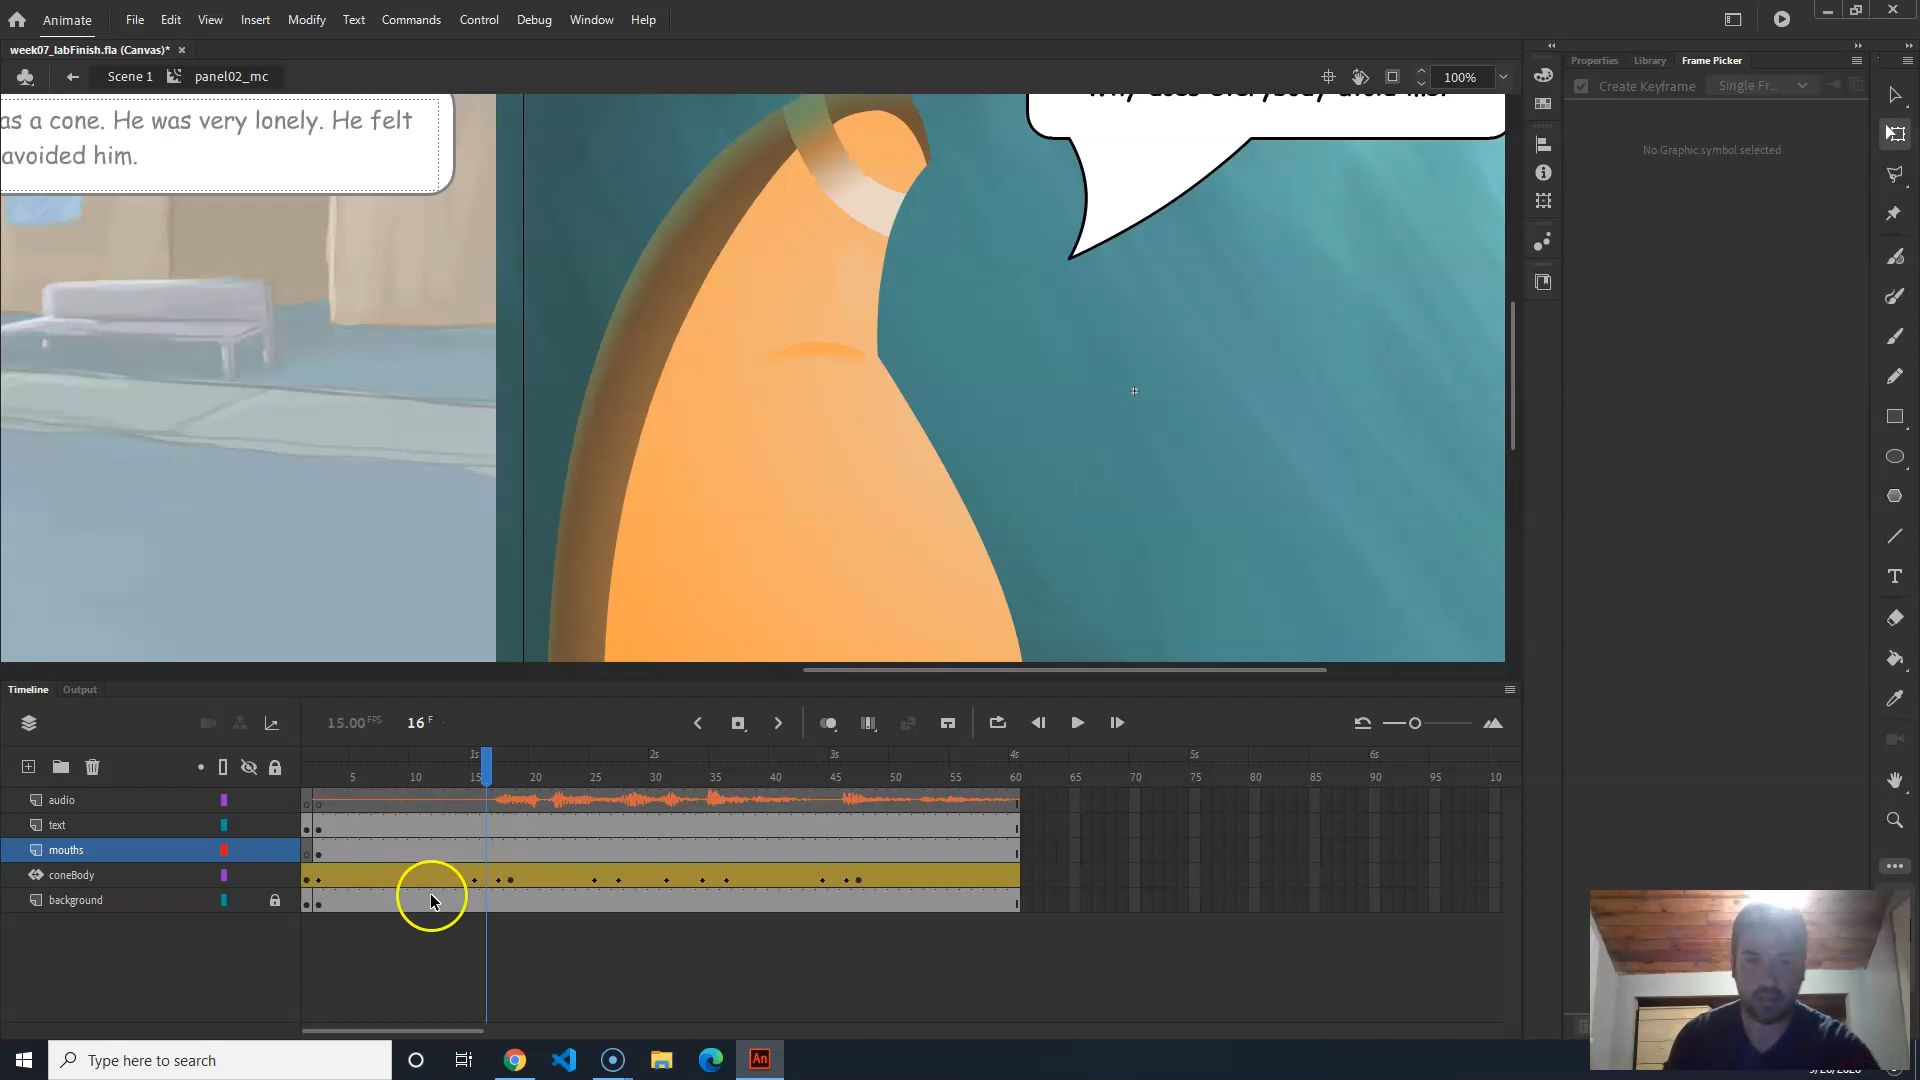 Animate File Edit View Insert Format Modify Text Commands Control Debug Window Help
week07_labFinish.fla (Canvas)* ×
Scene 1 panel02_mc 100%
Properties Library Frame Picker
Create Keyframe Single Fr...
No Graphic symbol selected
as a cone. He was very lonely. He felt
avoided him.
Why does everybody avoid me?
Timeline Output
15.00 FPS 16 F
1s 2s 3s 4s 5s 6s
5 10 15 20 25 30 35 40 45 50 55 60 65 70 75 80 85 90 95 10
audio
text
mouths
coneBody
background
Type here to search
An